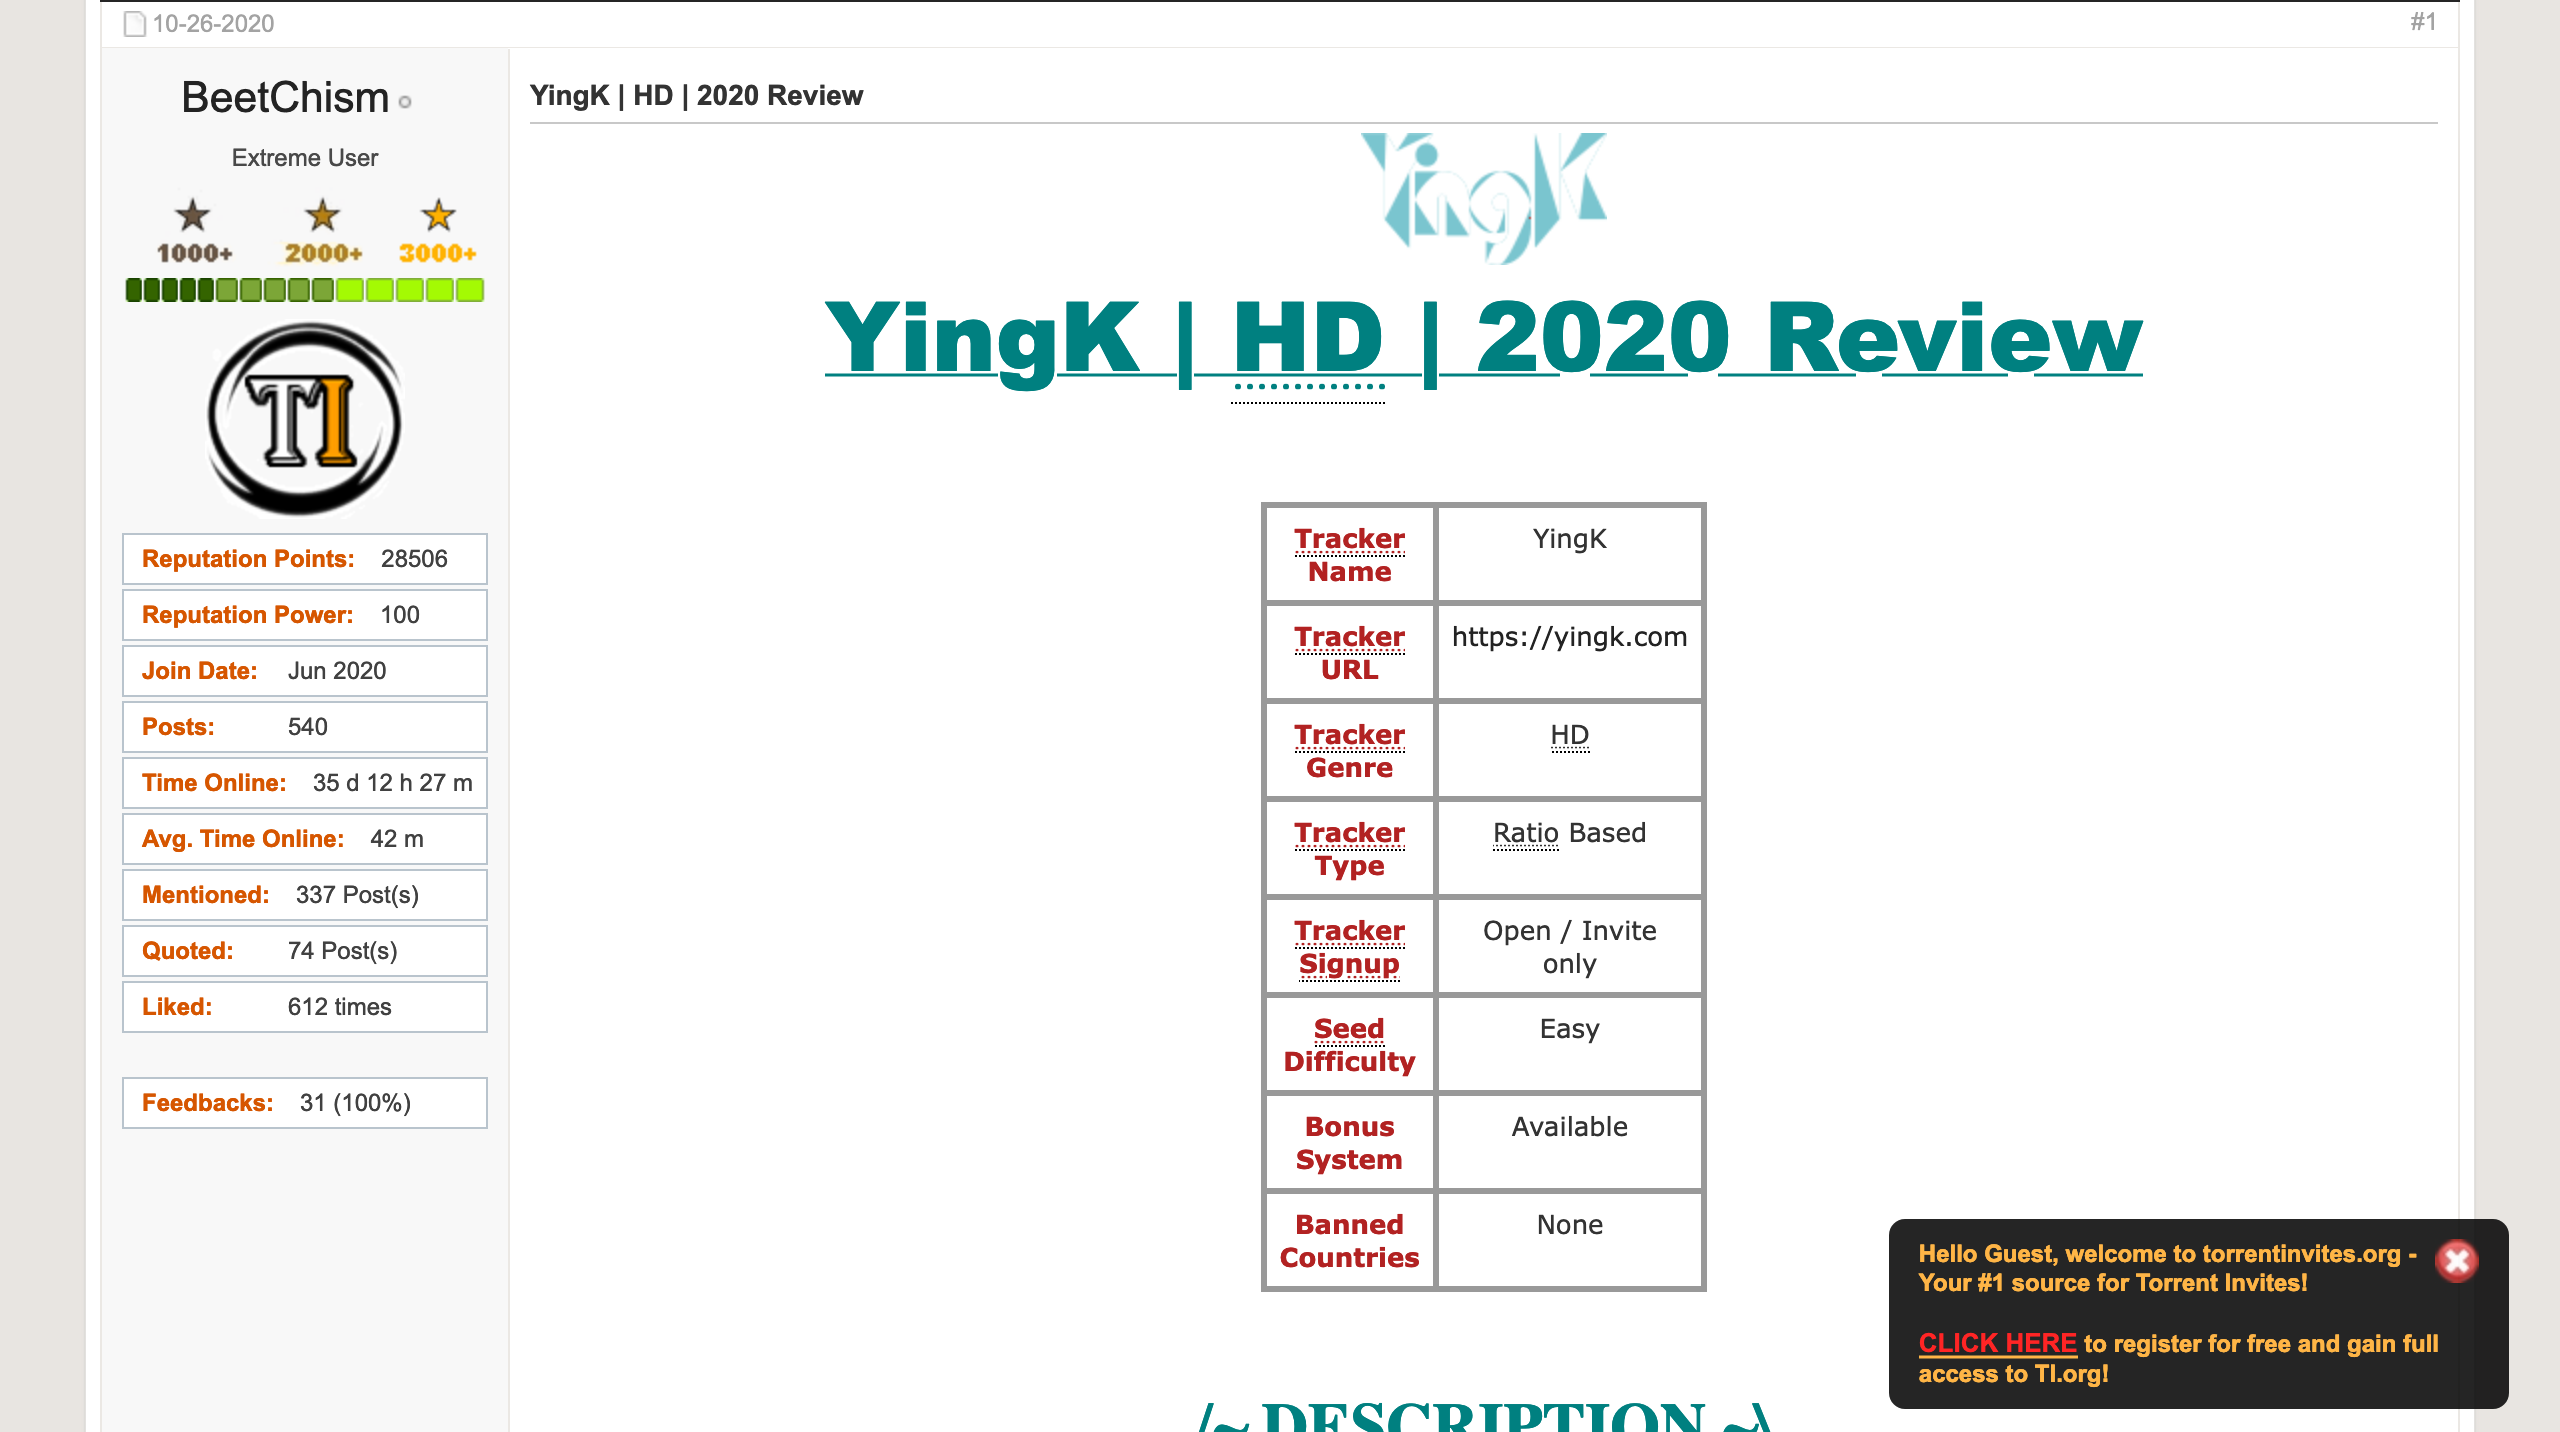 10-26-2020
#1
BeetChism
Extreme User
1000+ 2000+ 3000+
TI
Reputation Points: 28506
Reputation Power: 100
Join Date: Jun 2020
Posts: 540
Time Online: 35 d 12 h 27 m
Avg. Time Online: 42 m
Mentioned: 337 Post(s)
Quoted: 74 Post(s)
Liked: 612 times
Feedbacks: 31 (100%)
YingK | HD | 2020 Review
YingK
YingK | HD | 2020 Review
Tracker
Name
YingK
Tracker
URL
https://yingk.com
Tracker
Genre
HD
Tracker
Type
Ratio Based
Tracker
Signup
Open / Invite
only
Seed
Difficulty
Easy
Bonus
System
Available
Banned
Countries
None
/~ DESCRIPTION ~\
Hello Guest, welcome to torrentinvites.org -
Your #1 source for Torrent Invites!
CLICK HERE to register for free and gain full
access to TI.org!